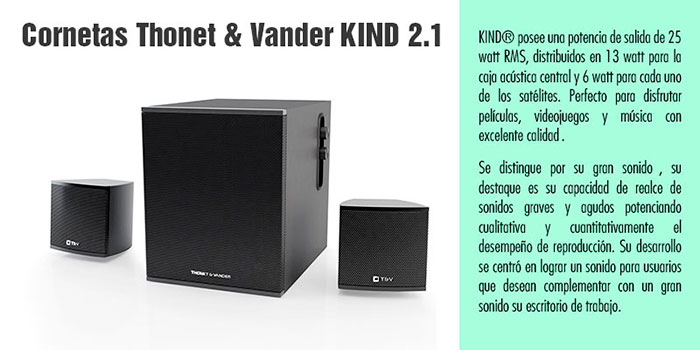 Cornetas Thonet & Vander KIND 2.1
KIND® posee una potencia de salida de 25
watt RMS, distribuidos en 13 watt para la
caja acústica central y 6 watt para cada uno
de los satélites. Perfecto para disfrutar
películas, videojuegos y música con
excelente calidad .
Se distingue por su gran sonido , su
destaque es su capacidad de realce de
sonidos graves y agudos potenciando
cualitativa y cuantitativamente el
desempeño de reproducción. Su desarrollo
se centró en lograr un sonido para usuarios
que desean complementar con un gran
sonido su escritorio de trabajo.
T&V
THONET & VANDER
T&V